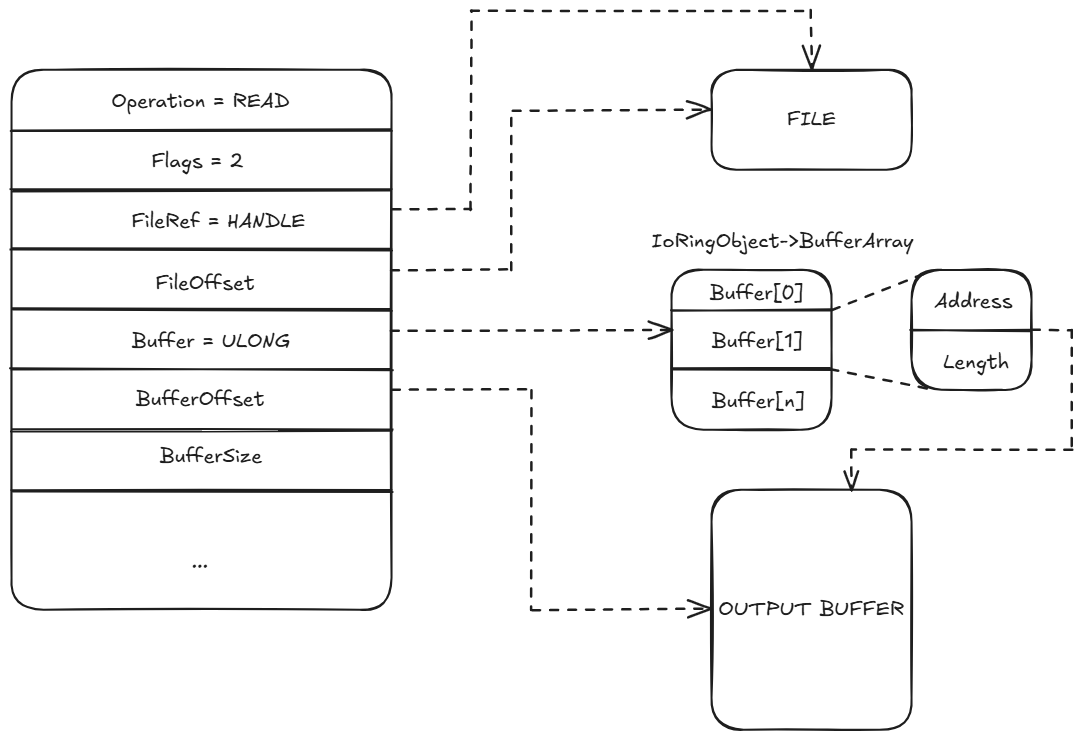 Operation = READ
Flags = 2
FileRef = HANDLE
FileOffset
Buffer = ULONG
BufferOffset
BufferSize
...
FILE
IoRingObject->BufferArray
Buffer[0]
Buffer[1]
Buffer[n]
Address
Length
OUTPUT BUFFER